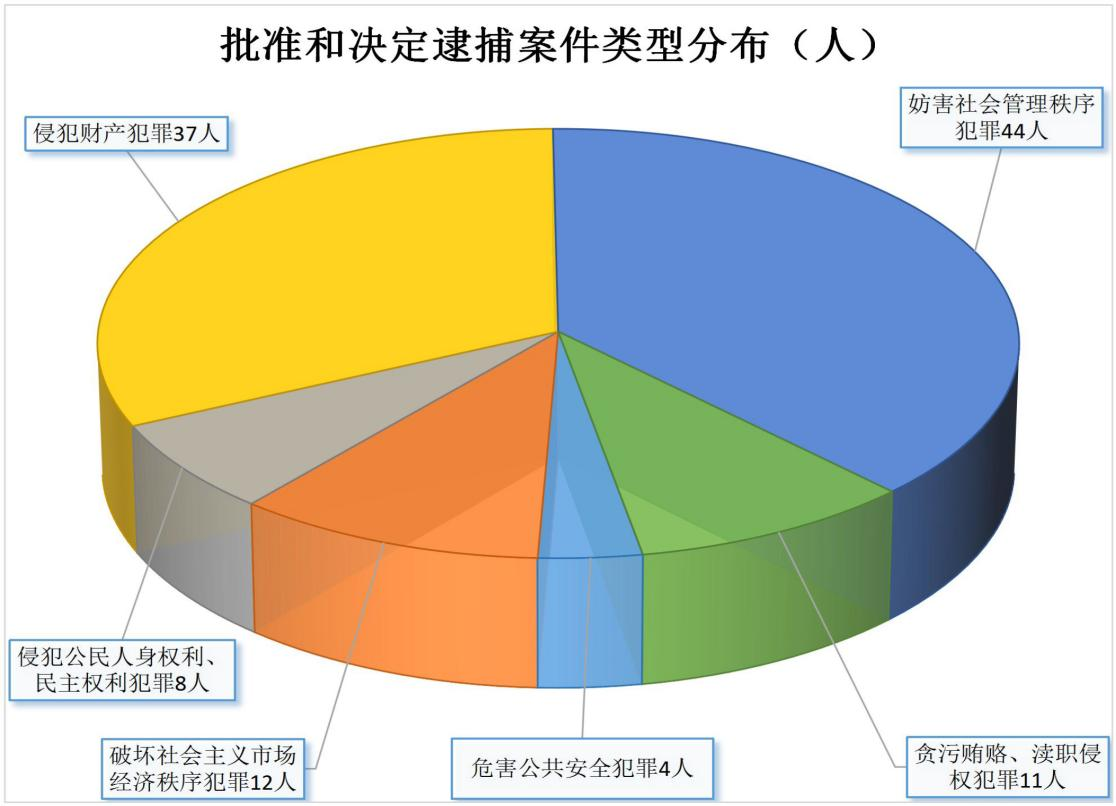 批准和决定逮捕案件类型分布（人）
妨害社会管理秩序
犯罪44人
侵犯财产犯罪37人
侵犯公民人身权利、
民主权利犯罪8人
破坏社会主义市场
经济秩序犯罪12人
危害公共安全犯罪4人
贪污贿赂、渎职侵
权犯罪11人